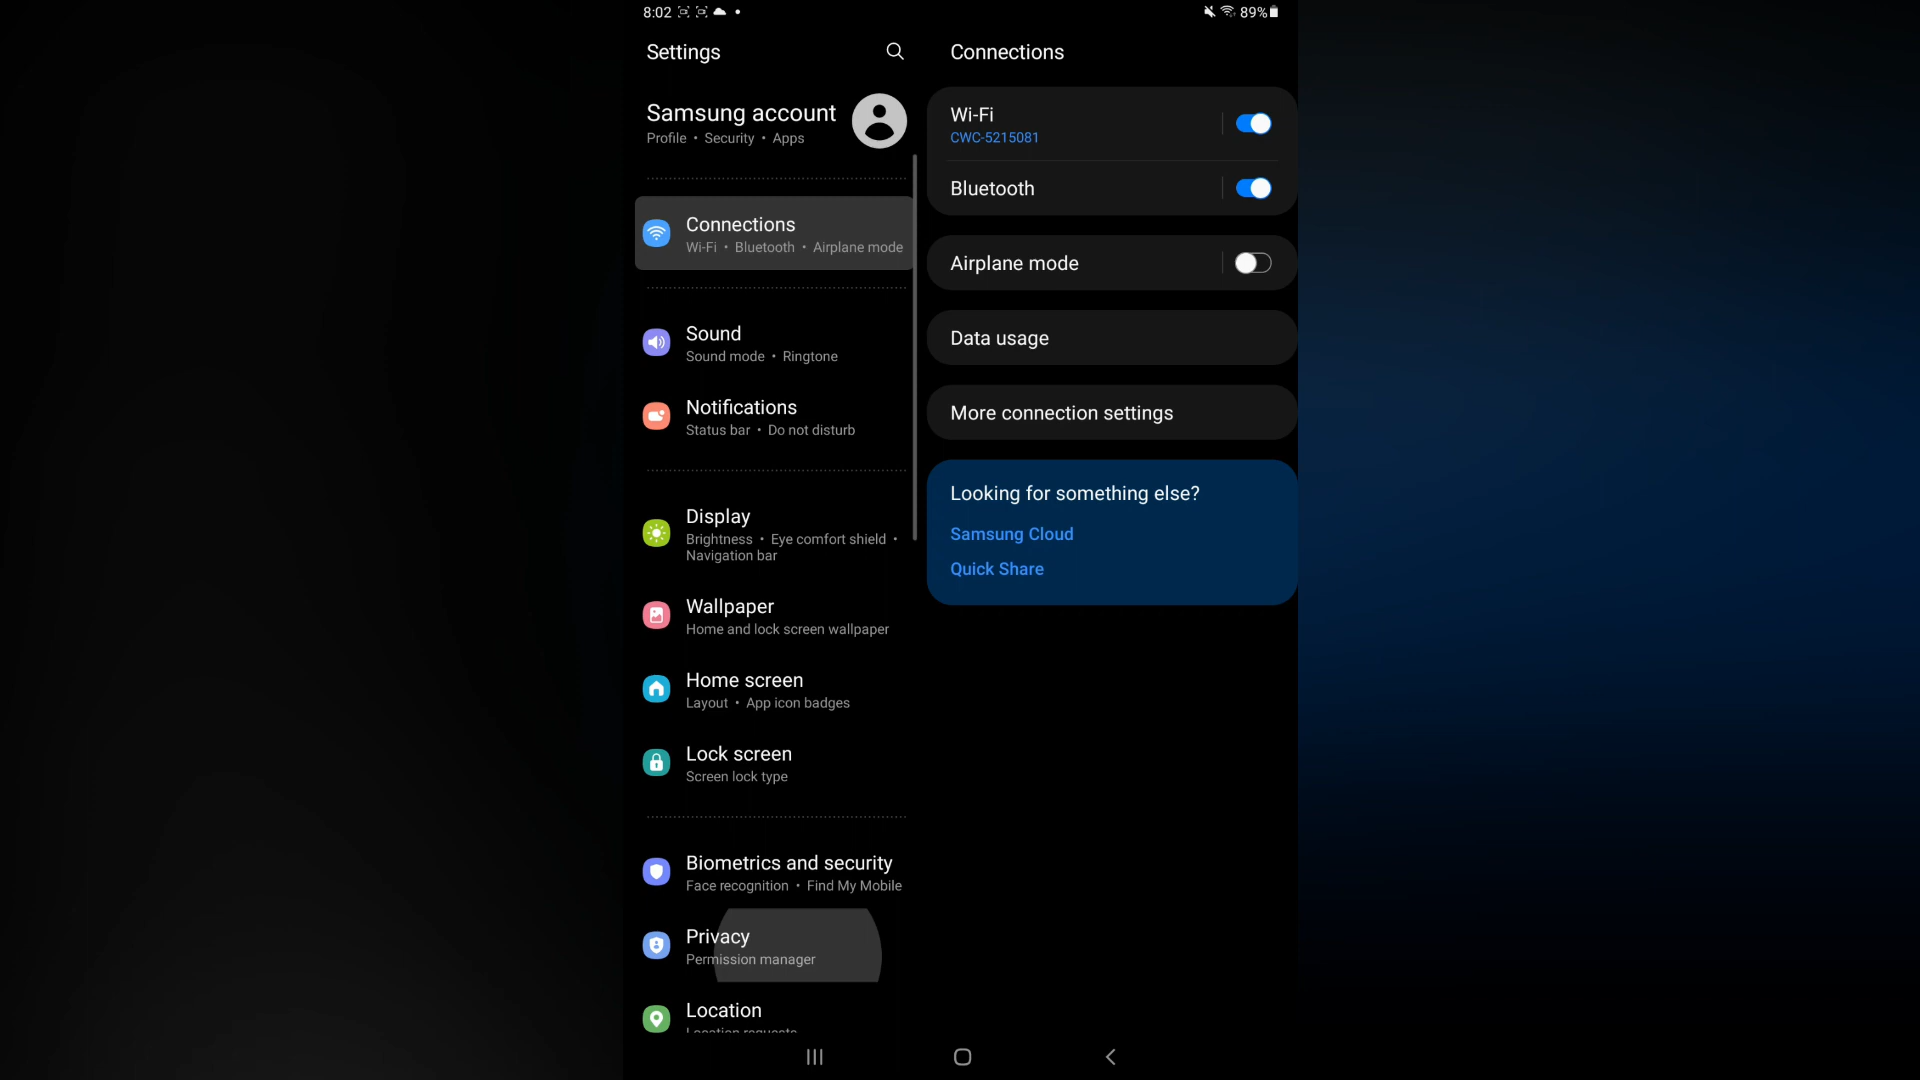 8:02
89%
Settings
Samsung account
Profile • Security • Apps
Connections
Wi-Fi • Bluetooth • Airplane mode
Sound
Sound mode • Ringtone
Notifications
Status bar • Do not disturb
Display
Brightness • Eye comfort shield •
Navigation bar
Wallpaper
Home and lock screen wallpaper
Home screen
Layout • App icon badges
Lock screen
Screen lock type
Biometrics and security
Face recognition • Find My Mobile
Privacy
Permission manager
Location
Location requests
Connections
Wi-Fi
CWC-5215081
Bluetooth
Airplane mode
Data usage
More connection settings
Looking for something else?
Samsung Cloud
Quick Share